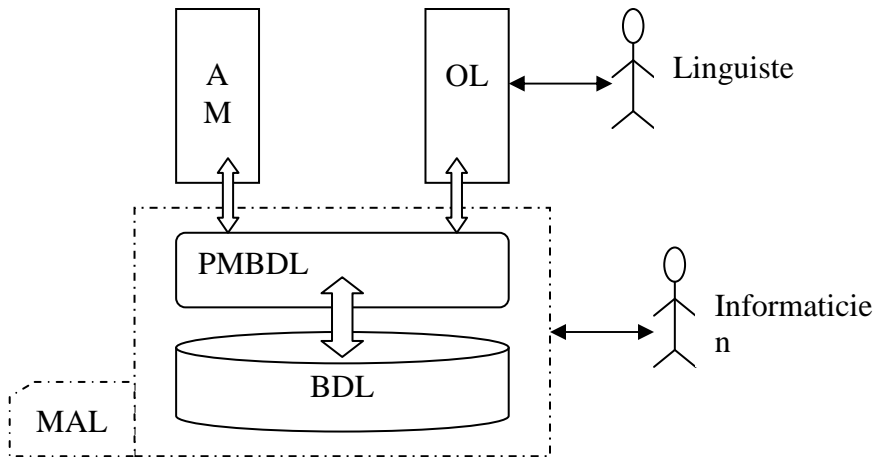 A
M
OL
Linguiste
PMBDL
Informaticie
n
BDL
MAL